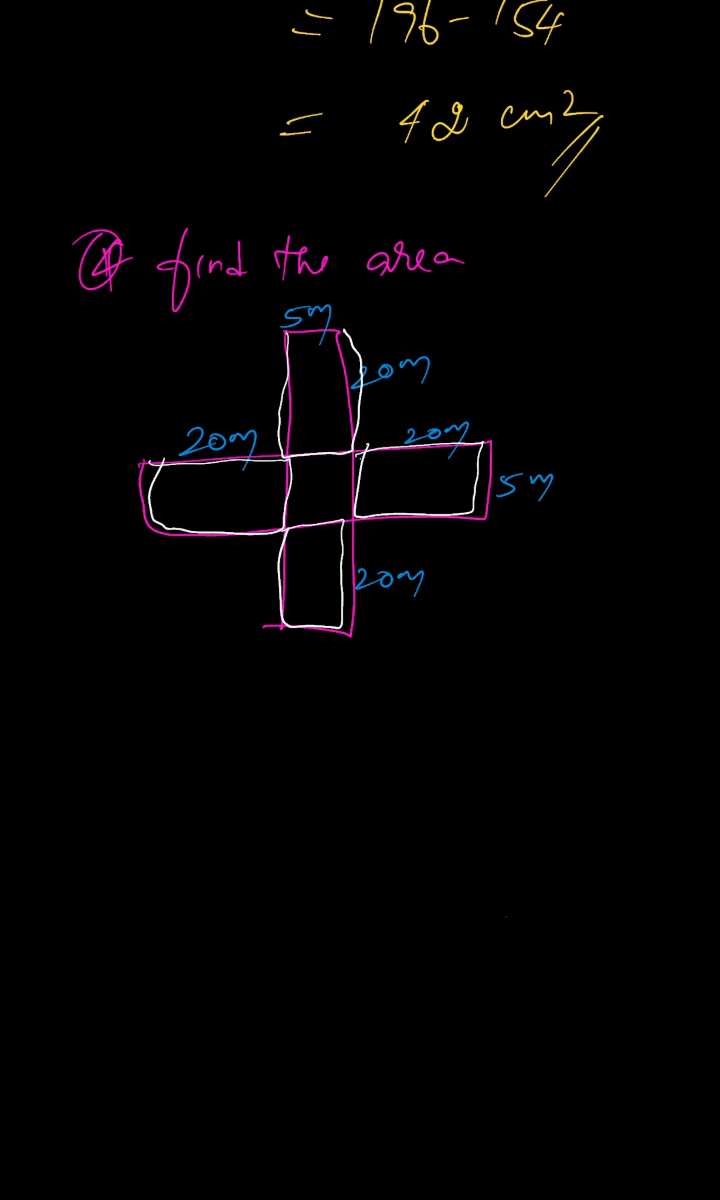 = 196 - 154
= 42 cm²
④ find the area
5m
20m
20m 20m
5m
20m